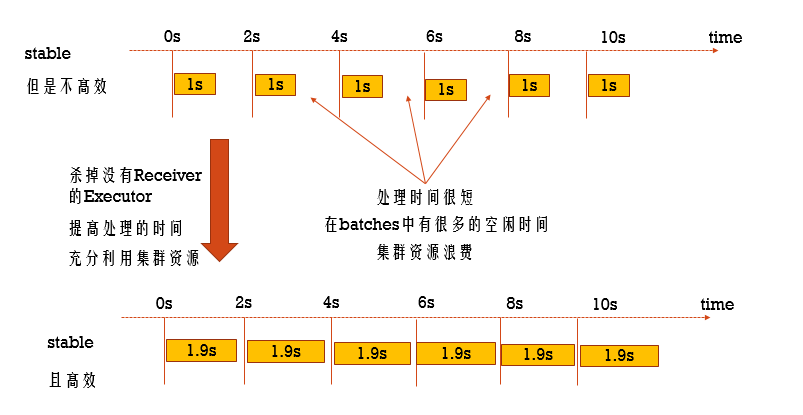 0s 2s 4s 6s 8s 10s time
stable
但是不高效
1s 1s 1s 1s 1s 1s
杀掉没有Receiver
的Executor
提高处理的时间
充分利用集群资源
处理时间很短
在batches中有很多的空闲时间
集群资源浪费
0s 2s 4s 6s 8s 10s time
stable
且高效
1.9s 1.9s 1.9s 1.9s 1.9s 1.9s